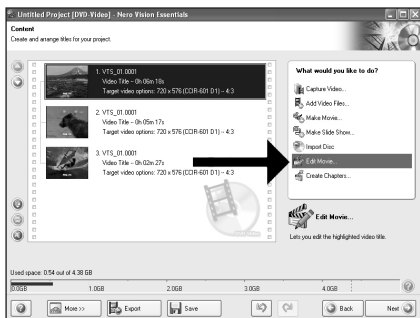 Untitled Project [DVD-Video] - Nero Vision Essentials
Content
Create and arrange titles for your project.
1. VTS_01.0001
Video Title – 0h 06m 18s
Target video options: 720 x 576 (CCIR-601 D1) – 4:3
2. VTS_01.0001
Video Title – 0h 05m 17s
Target video options: 720 x 576 (CCIR-601 D1) – 4:3
3. VTS_01.0001
Video Title – 0h 02m 27s
Target video options: 720 x 576 (CCIR-601 D1) – 4:3
What would you like to do?
Capture Video...
Add Video Files...
Make Movie...
Make Slide Show...
Import Disc
Edit Movie...
Create Chapters...
Edit Movie...
Lets you edit the highlighted video title.
Used space: 0.54 out of 4.38 GB
0.0GB 1.0GB 2.0GB 3.0GB 4.0GB
More >> Export Save Back Next